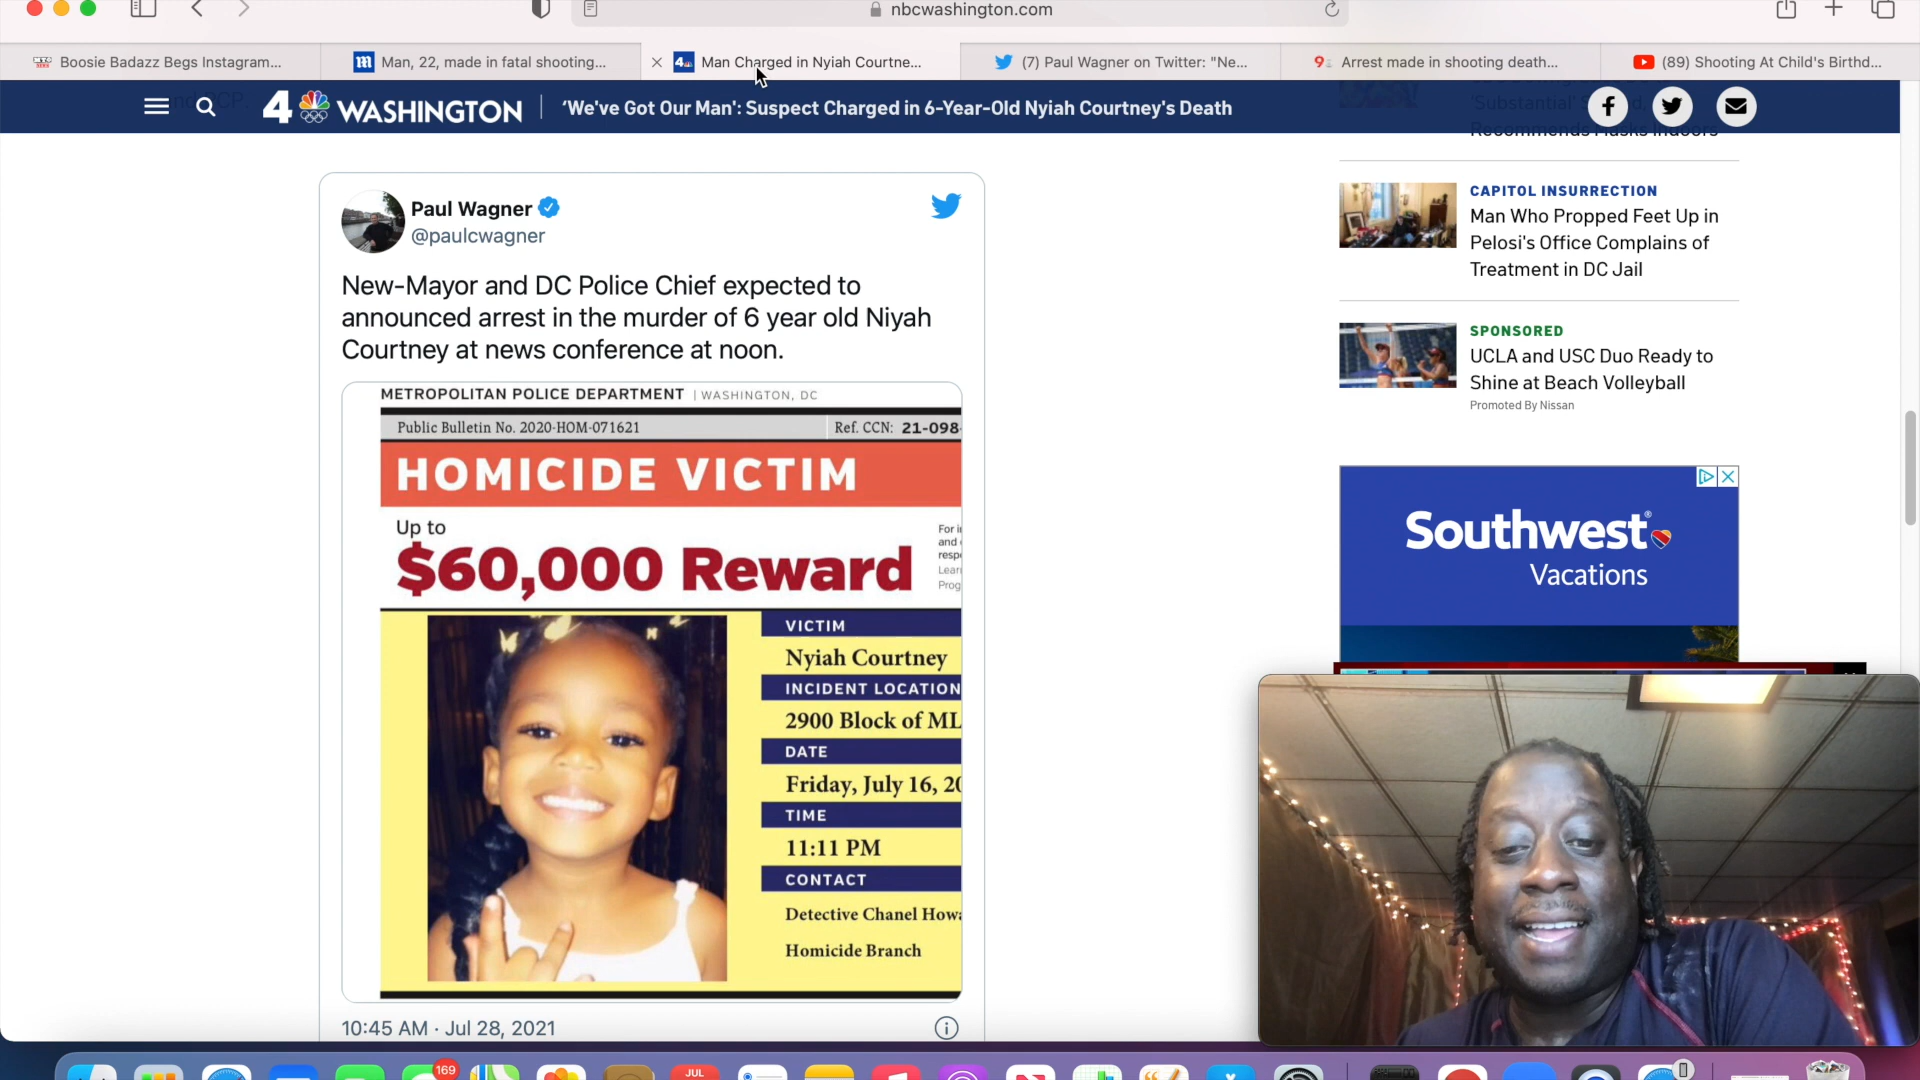 nbcwashington.com
Boosie Badazz Begs Instagram...
Man, 22, made in fatal shooting...
Man Charged in Nyiah Courtne...
(7) Paul Wagner on Twitter: "Ne...
Arrest made in shooting death...
(89) Shooting At Child's Birthd...
4 WASHINGTON
‘We've Got Our Man': Suspect Charged in 6-Year-Old Nyiah Courtney's Death
'Substantial'
Recommends Masks Indoors
Paul Wagner
@paulcwagner
New-Mayor and DC Police Chief expected to
announced arrest in the murder of 6 year old Niyah
Courtney at news conference at noon.
METROPOLITAN POLICE DEPARTMENT | WASHINGTON, DC
Public Bulletin No. 2020-HOM-071621
Ref. CCN: 21-098-
HOMICIDE VICTIM
Up to
$60,000 Reward
VICTIM
Nyiah Courtney
INCIDENT LOCATION
2900 Block of ML
DATE
Friday, July 16, 20
TIME
11:11 PM
CONTACT
Detective Chanel Howa
Homicide Branch
10:45 AM · Jul 28, 2021
CAPITOL INSURRECTION
Man Who Propped Feet Up in
Pelosi's Office Complains of
Treatment in DC Jail
SPONSORED
UCLA and USC Duo Ready to
Shine at Beach Volleyball
Promoted By Nissan
Southwest®
Vacations
169
JUL